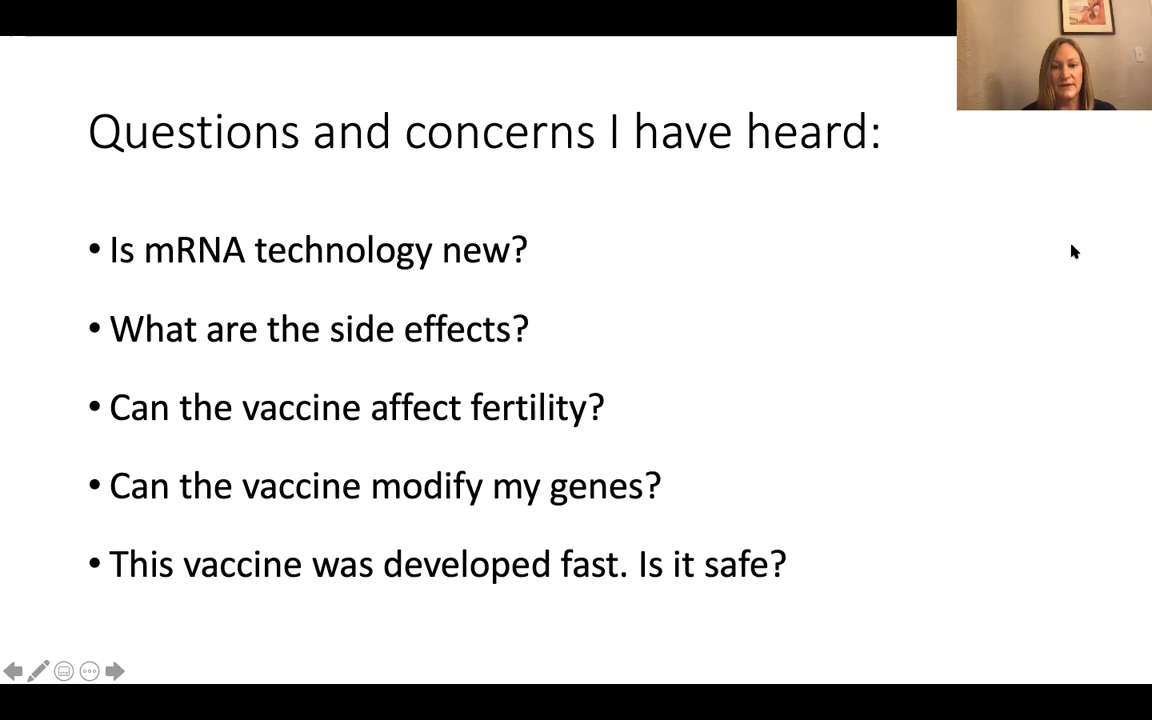 Questions and concerns I have heard:
• Is mRNA technology new?
• What are the side effects?
• Can the vaccine affect fertility?
• Can the vaccine modify my genes?
• This vaccine was developed fast. Is it safe?